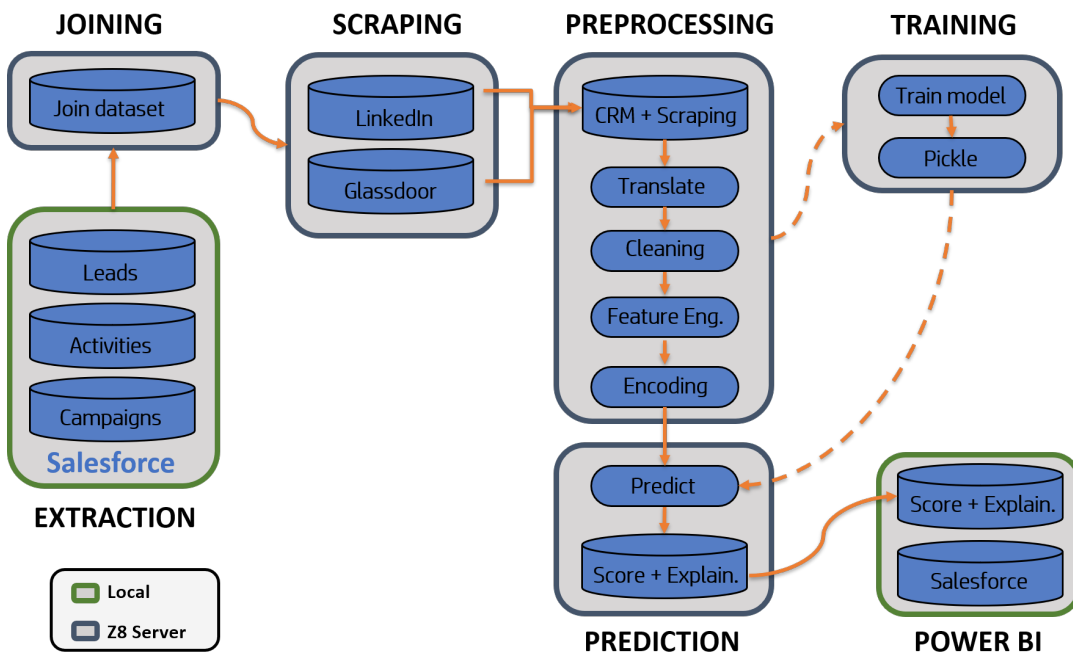 JOINING
Join dataset
Leads
Activities
Campaigns
Salesforce
EXTRACTION
SCRAPING
LinkedIn
Glassdoor
PREPROCESSING
CRM + Scraping
Translate
Cleaning
Feature Eng.
Encoding
TRAINING
Train model
Pickle
Predict
Score + Explain.
PREDICTION
Score + Explain.
Salesforce
POWER BI
Local
Z8 Server